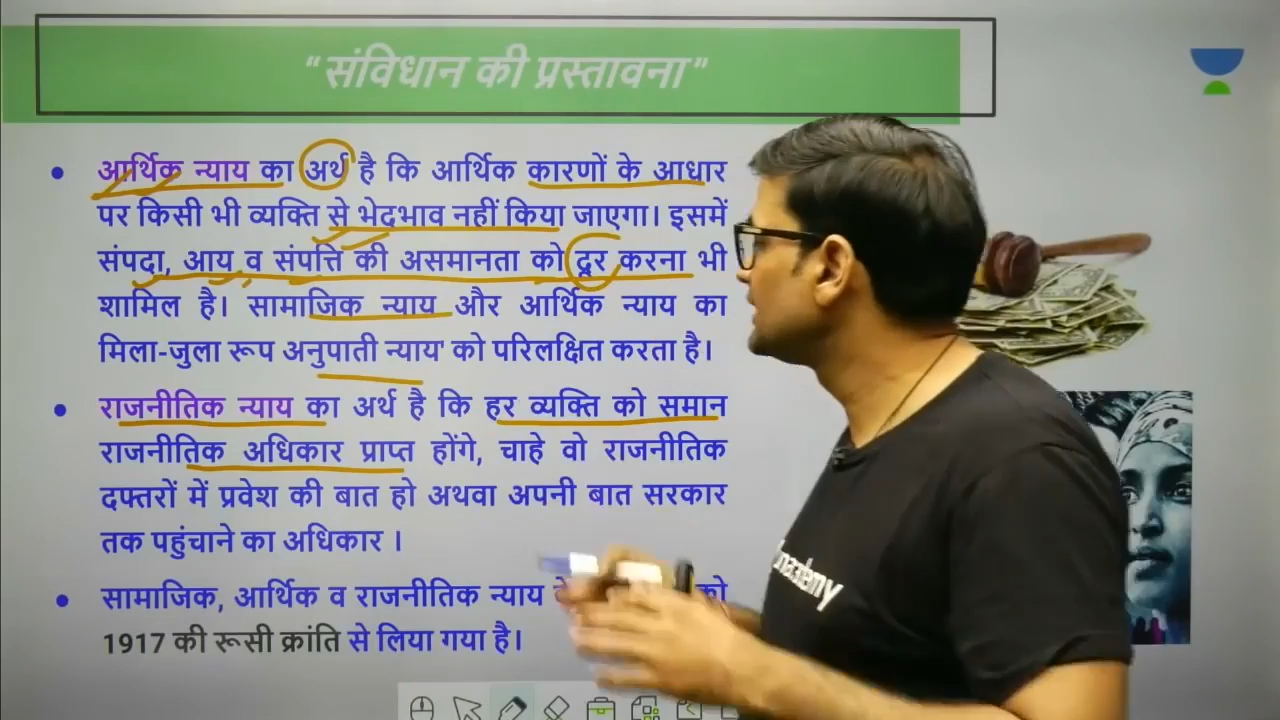 “संविधान की प्रस्तावना”
आर्थिक न्याय का अर्थ है कि आर्थिक कारणों के आधार
पर किसी भी व्यक्ति से भेदभाव नहीं किया जाएगा। इसमें
संपदा, आय व संपत्ति की असमानता को दूर करना भी
शामिल है। सामाजिक न्याय और आर्थिक न्याय का
मिला-जुला रूप अनुपाती न्याय' को परिलक्षित करता है।
राजनीतिक न्याय का अर्थ है कि हर व्यक्ति को समान
राजनीतिक अधिकार प्राप्त होंगे, चाहे वो राजनीतिक
दफ्तरों में प्रवेश की बात हो अथवा अपनी बात सरकार
तक पहुंचाने का अधिकार ।
सामाजिक, आर्थिक व राजनीतिक न्याय को
1917 की रूसी क्रांति से लिया गया है।